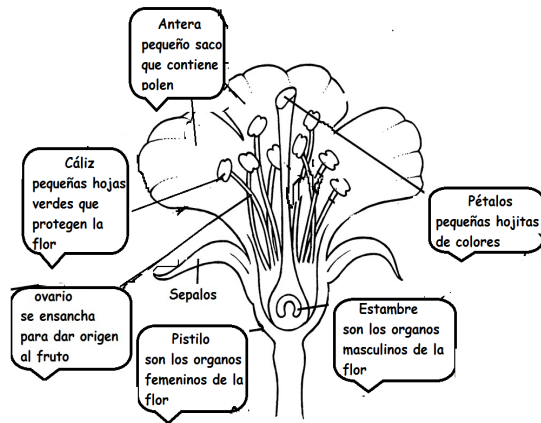 Antera
pequeño saco
que contiene
polen
Cáliz
pequeñas hojas
verdes que
protegen la
flor
Pétalos
pequeñas hojitas
de colores
ovario
se ensancha
para dar origen
al fruto
Sepalos
Pistilo
son los organos
femeninos de la
flor
Estambre
son los organos
masculinos de la
flor